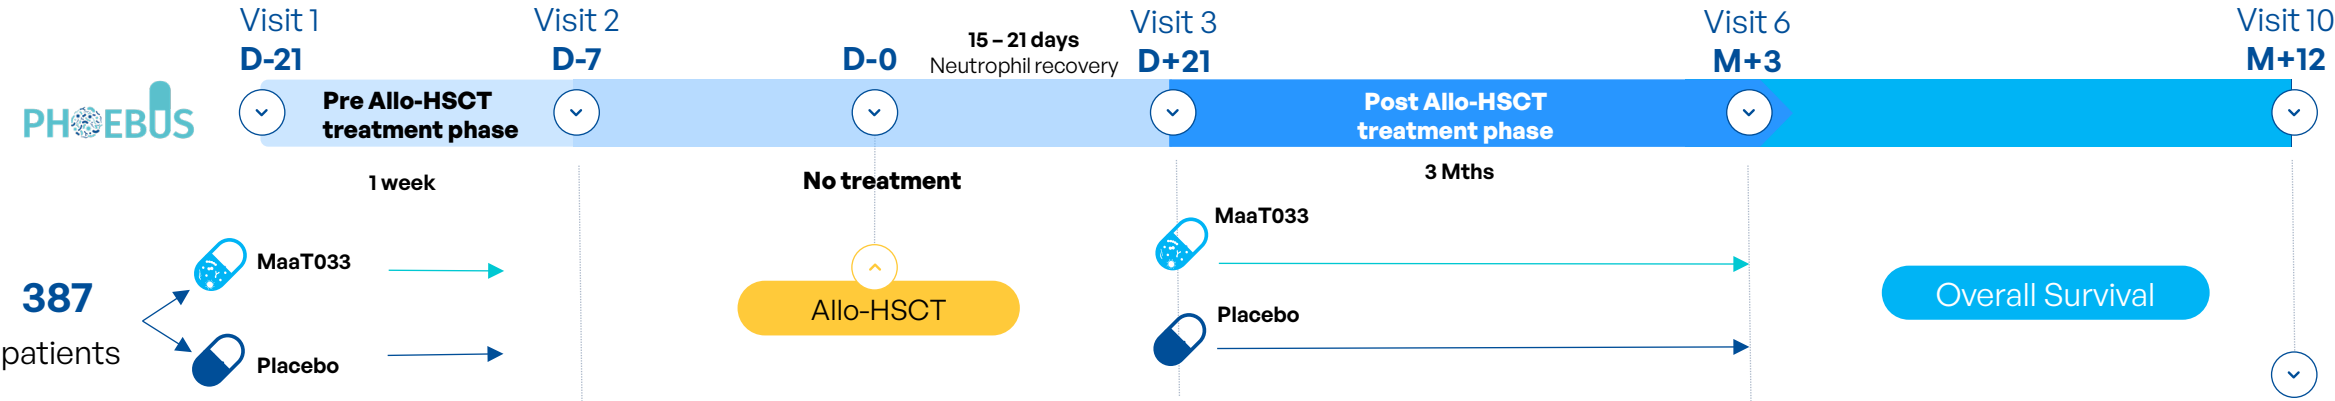 Visit 1
D-21
Visit 2
D-7
D-0
15 – 21 days
Neutrophil recovery
Visit 3
D+21
Visit 6
M+3
Visit 10
M+12
PHOEBUS
Pre Allo-HSCT
treatment phase
Post Allo-HSCT
treatment phase
1 week
No treatment
3 Mths
387
patients
MaaT033
Placebo
Allo-HSCT
MaaT033
Placebo
Overall Survival